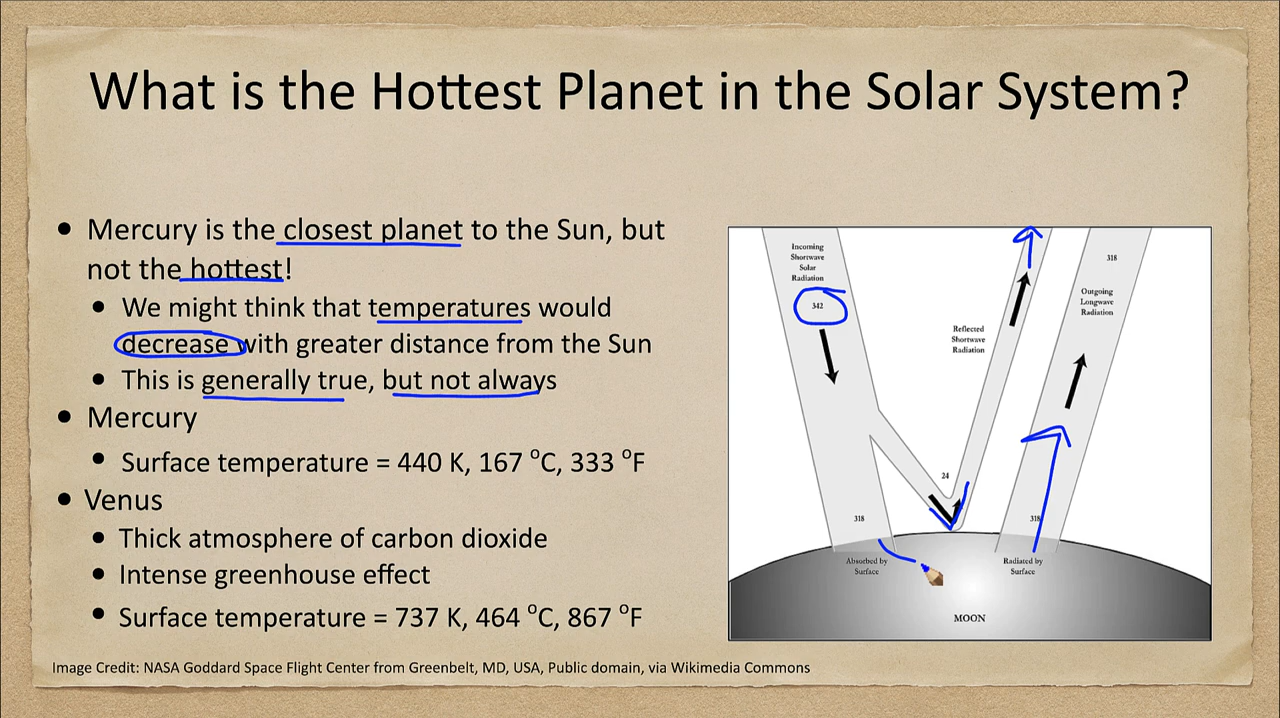 What is the Hottest Planet in the Solar System?
• Mercury is the closest planet to the Sun, but
not the hottest!
• We might think that temperatures would
decrease with greater distance from the Sun
• This is generally true, but not always
• Mercury
• Surface temperature = 440 K, 167 °C, 333 °F
• Venus
• Thick atmosphere of carbon dioxide
• Intense greenhouse effect
• Surface temperature = 737 K, 464 °C, 867 °F
Incoming
Shortwave
Solar
Radiation
342
Reflected
Shortwave
Radiation
318
Outgoing
Longwave
Radiation
24
318
318
Absorbed by
Surface
Radiated by
Surface
MOON
Image Credit: NASA Goddard Space Flight Center from Greenbelt, MD, USA, Public domain, via Wikimedia Commons